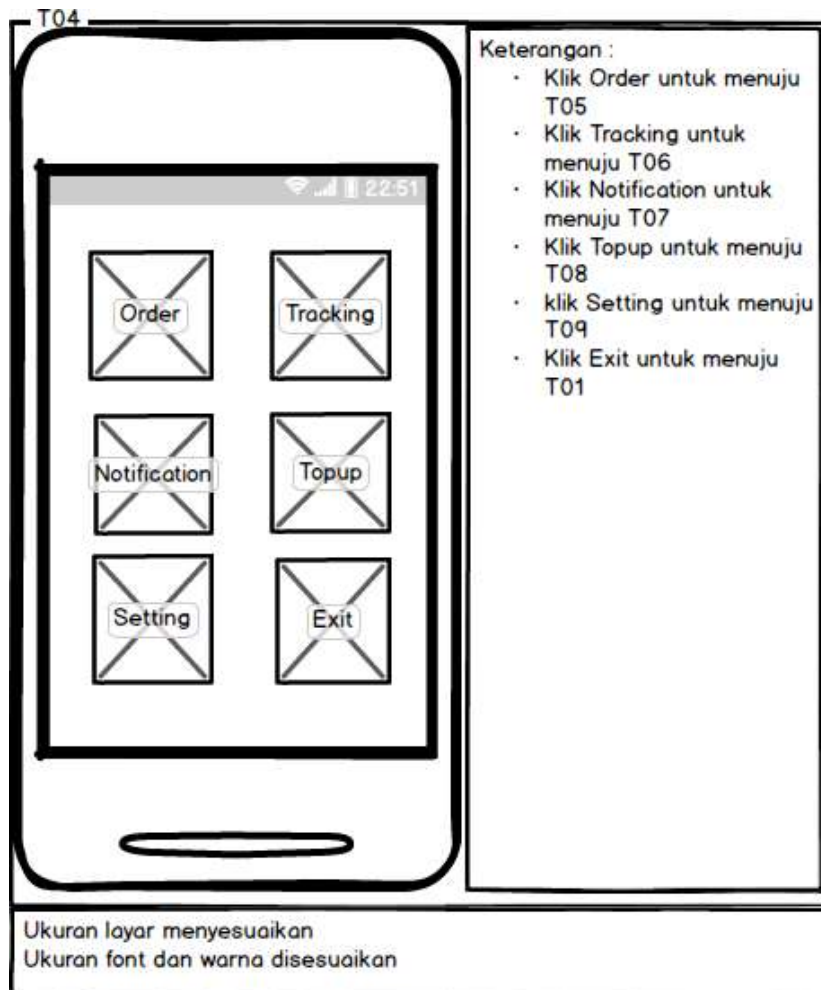 T04
22:51
Order
Tracking
Notification
Topup
Setting
Exit
Keterangan :
· Klik Order untuk menuju
T05
· Klik Tracking untuk
menuju T06
· Klik Notification untuk
menuju T07
· Klik Topup untuk menuju
T08
· klik Setting untuk menuju
T09
· Klik Exit untuk menuju
T01
Ukuran layar menyesuaikan
Ukuran font dan warna disesuaikan